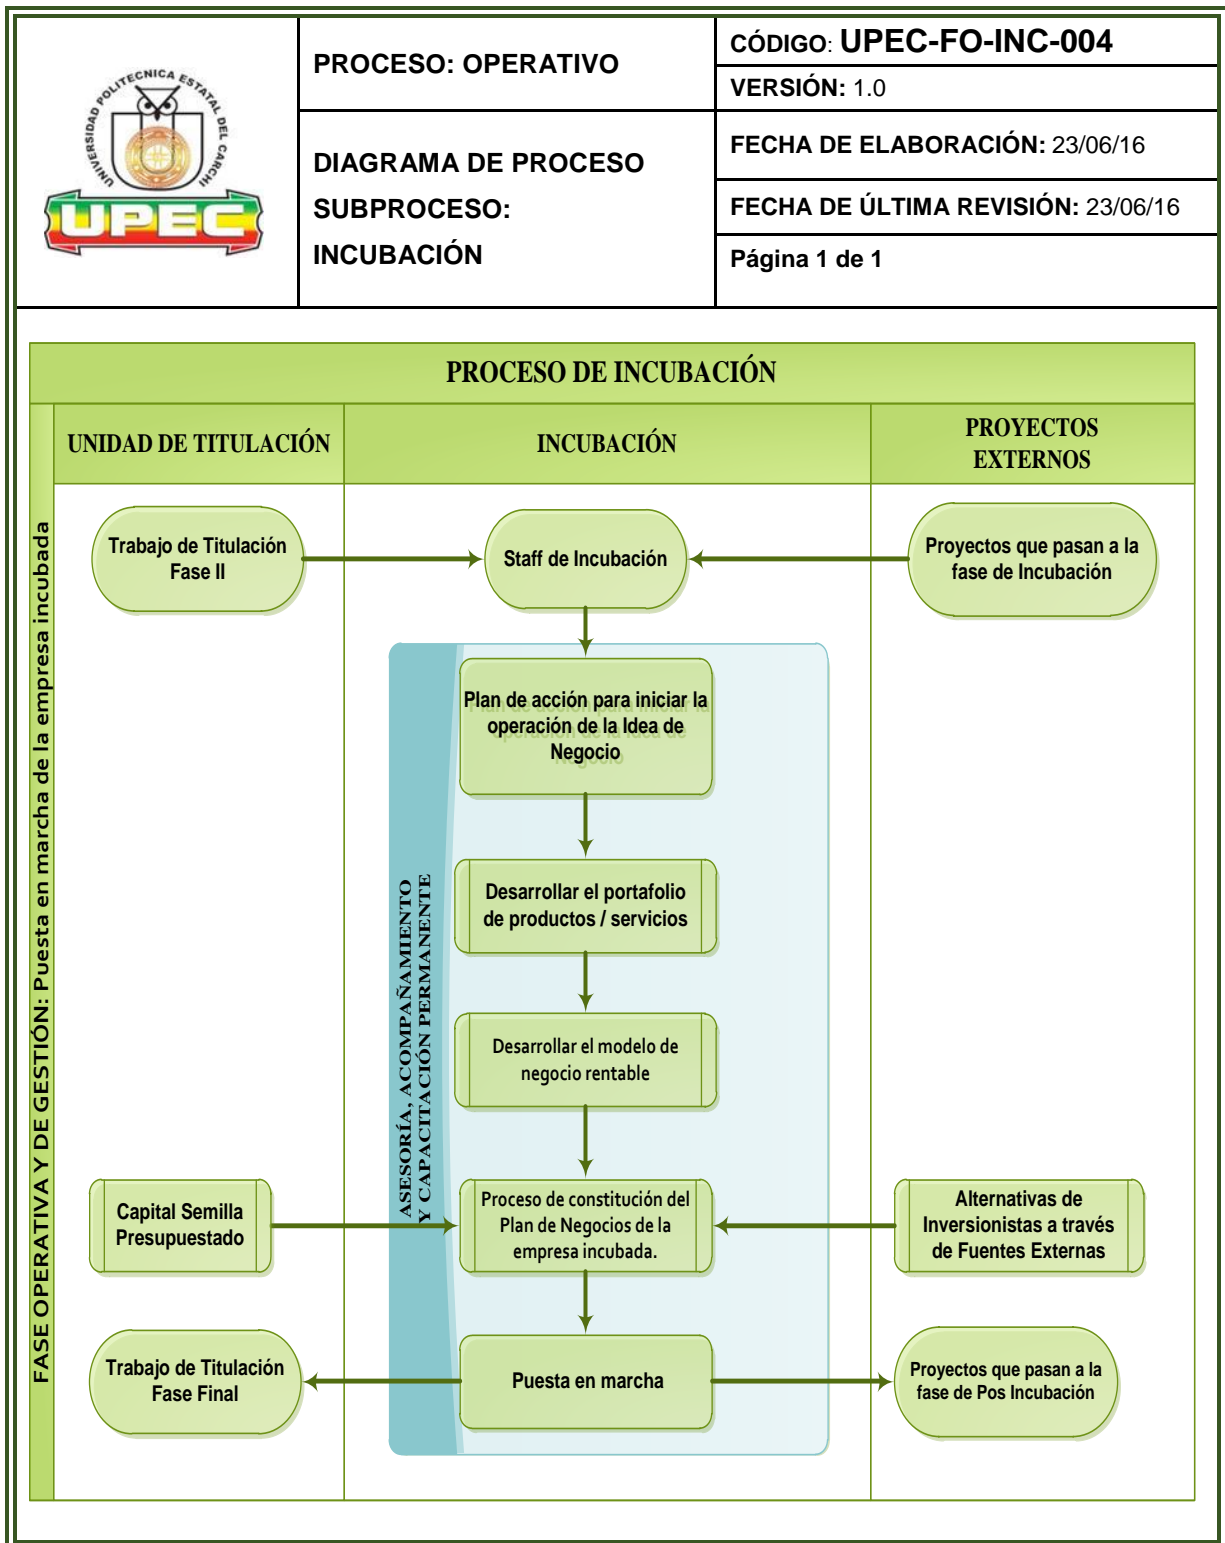 UNIVERSIDAD POLITECNICA ESTATAL DEL CARCHI
UPEC
PROCESO: OPERATIVO
DIAGRAMA DE PROCESO
SUBPROCESO:
INCUBACIÓN
CÓDIGO: UPEC-FO-INC-004
VERSIÓN: 1.0
FECHA DE ELABORACIÓN: 23/06/16
FECHA DE ÚLTIMA REVISIÓN: 23/06/16
Página 1 de 1
PROCESO DE INCUBACIÓN
UNIDAD DE TITULACIÓN
INCUBACIÓN
PROYECTOS
EXTERNOS
FASE OPERATIVA Y DE GESTIÓN: Puesta en marcha de la empresa incubada
Trabajo de Titulación
Fase II
Staff de Incubación
Proyectos que pasan a la
fase de Incubación
ASESORÍA, ACOMPAÑAMIENTO
Y CAPACITACIÓN PERMANENTE
Plan de acción para iniciar la
operación de la Idea de
Negocio
Desarrollar el portafolio
de productos / servicios
Desarrollar el modelo de
negocio rentable
Capital Semilla
Presupuestado
Proceso de constitución del
Plan de Negocios de la
empresa incubada.
Alternativas de
Inversionistas a través
de Fuentes Externas
Trabajo de Titulación
Fase Final
Puesta en marcha
Proyectos que pasan a la
fase de Pos Incubación